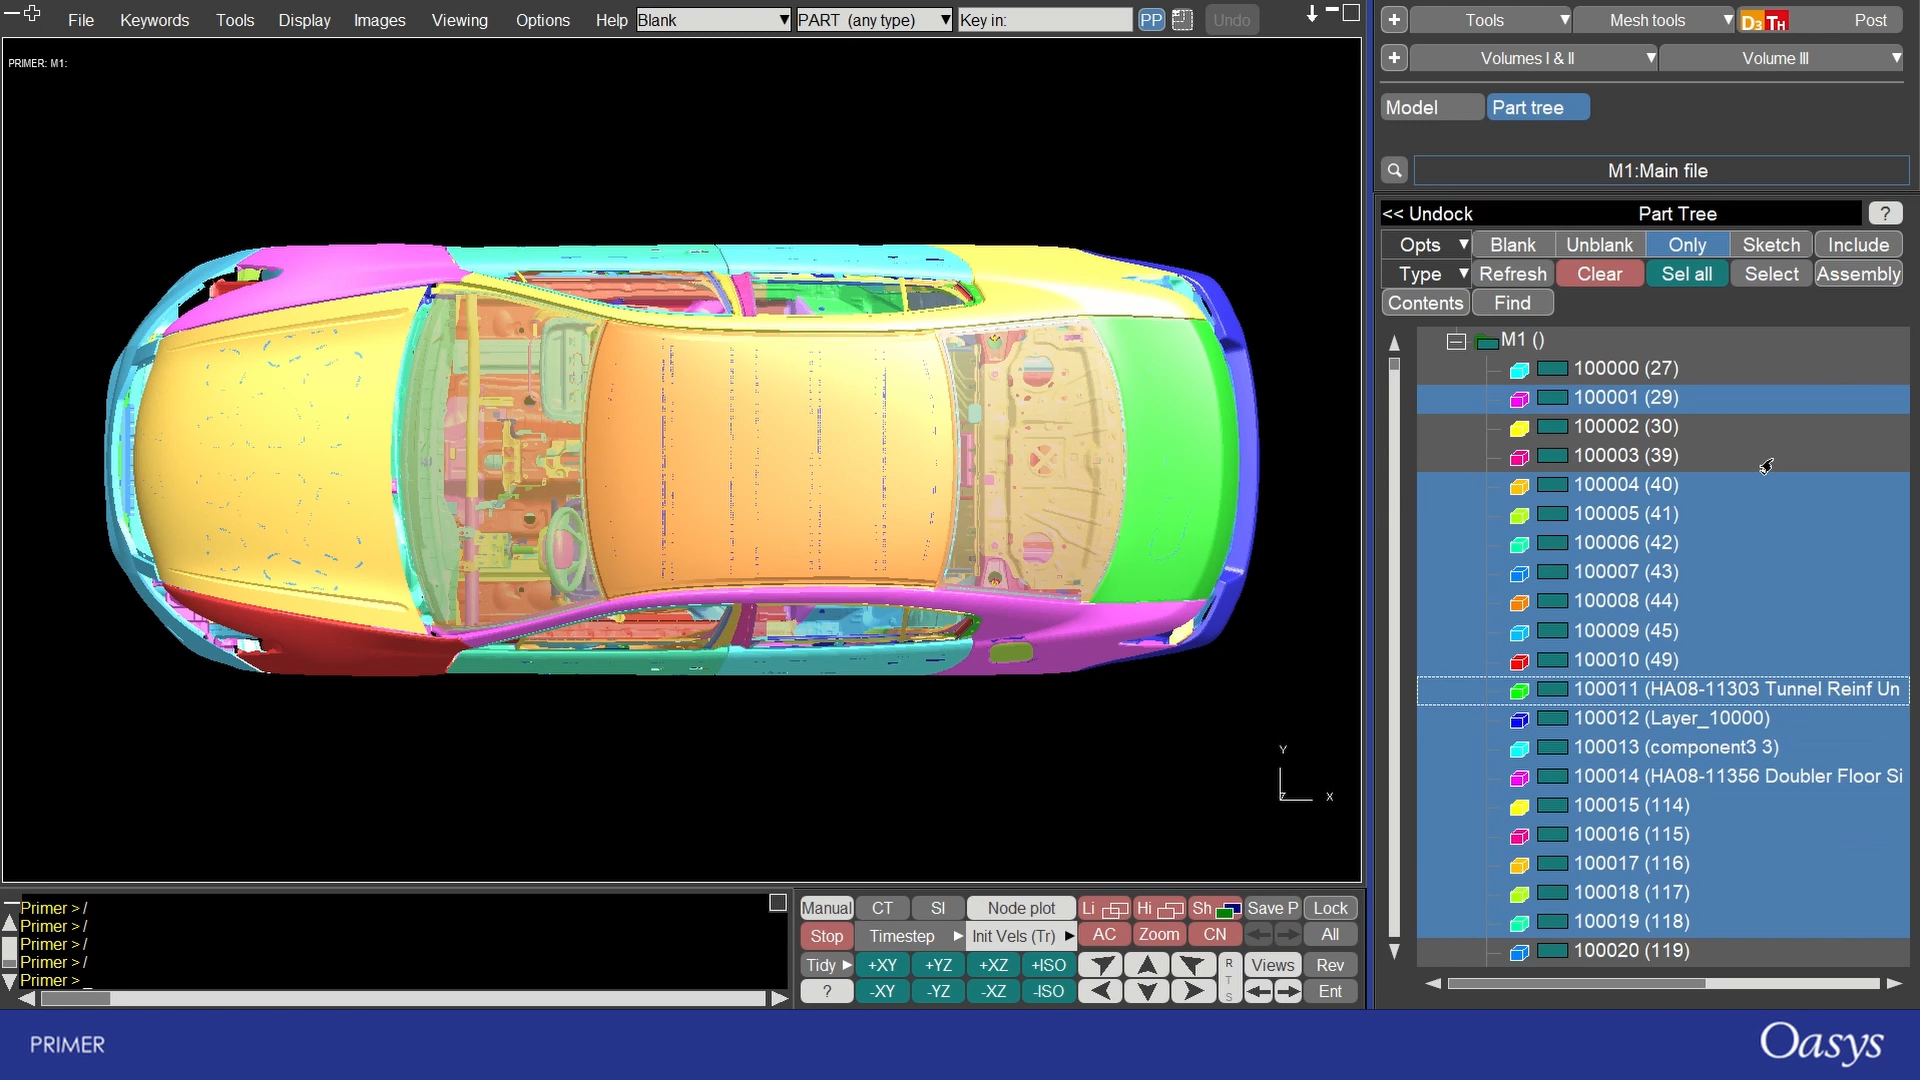 File Keywords Tools Display Images Viewing Options Help Blank PART (any type) Key in: PP Undo
PRIMER: M1:
Y
X
Z
Tools Mesh tools D3 TH Post
Volumes I & II Volume III
Model Part tree
M1:Main file
<< Undock Part Tree ?
Opts Blank Unblank Only Sketch Include
Type Refresh Clear Sel all Select Assembly
Contents Find
M1 ()
100000 (27)
100001 (29)
100002 (30)
100003 (39)
100004 (40)
100005 (41)
100006 (42)
100007 (43)
100008 (44)
100009 (45)
100010 (49)
100011 (HA08-11303 Tunnel Reinf Un
100012 (Layer_10000)
100013 (component3 3)
100014 (HA08-11356 Doubler Floor Si
100015 (114)
100016 (115)
100017 (116)
100018 (117)
100019 (118)
100020 (119)
Primer > /
Primer > /
Primer > /
Primer > /
Primer > _
Manual CT SI Node plot Li Hi Sh Save P Lock
Stop Timestep Init Vels (Tr) AC Zoom CN All
Tidy +XY +YZ +XZ +ISO R Views Rev
T
? -XY -YZ -XZ -ISO S Ent
PRIMER
Oasys